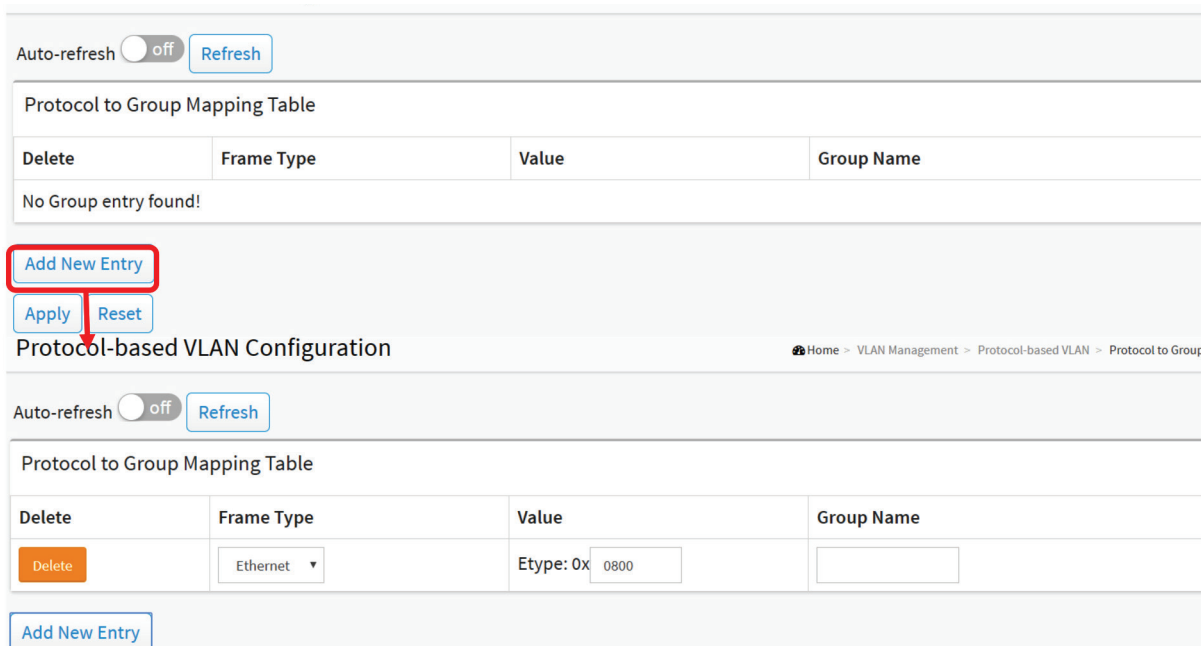 Auto-refresh off Refresh
Protocol to Group Mapping Table
Delete Frame Type Value Group Name
No Group entry found!
Add New Entry
Apply Reset
Protocol-based VLAN Configuration Home > VLAN Management > Protocol-based VLAN > Protocol to Group
Auto-refresh off Refresh
Protocol to Group Mapping Table
Delete Frame Type Value Group Name
Delete Ethernet Etype: 0x 0800
Add New Entry